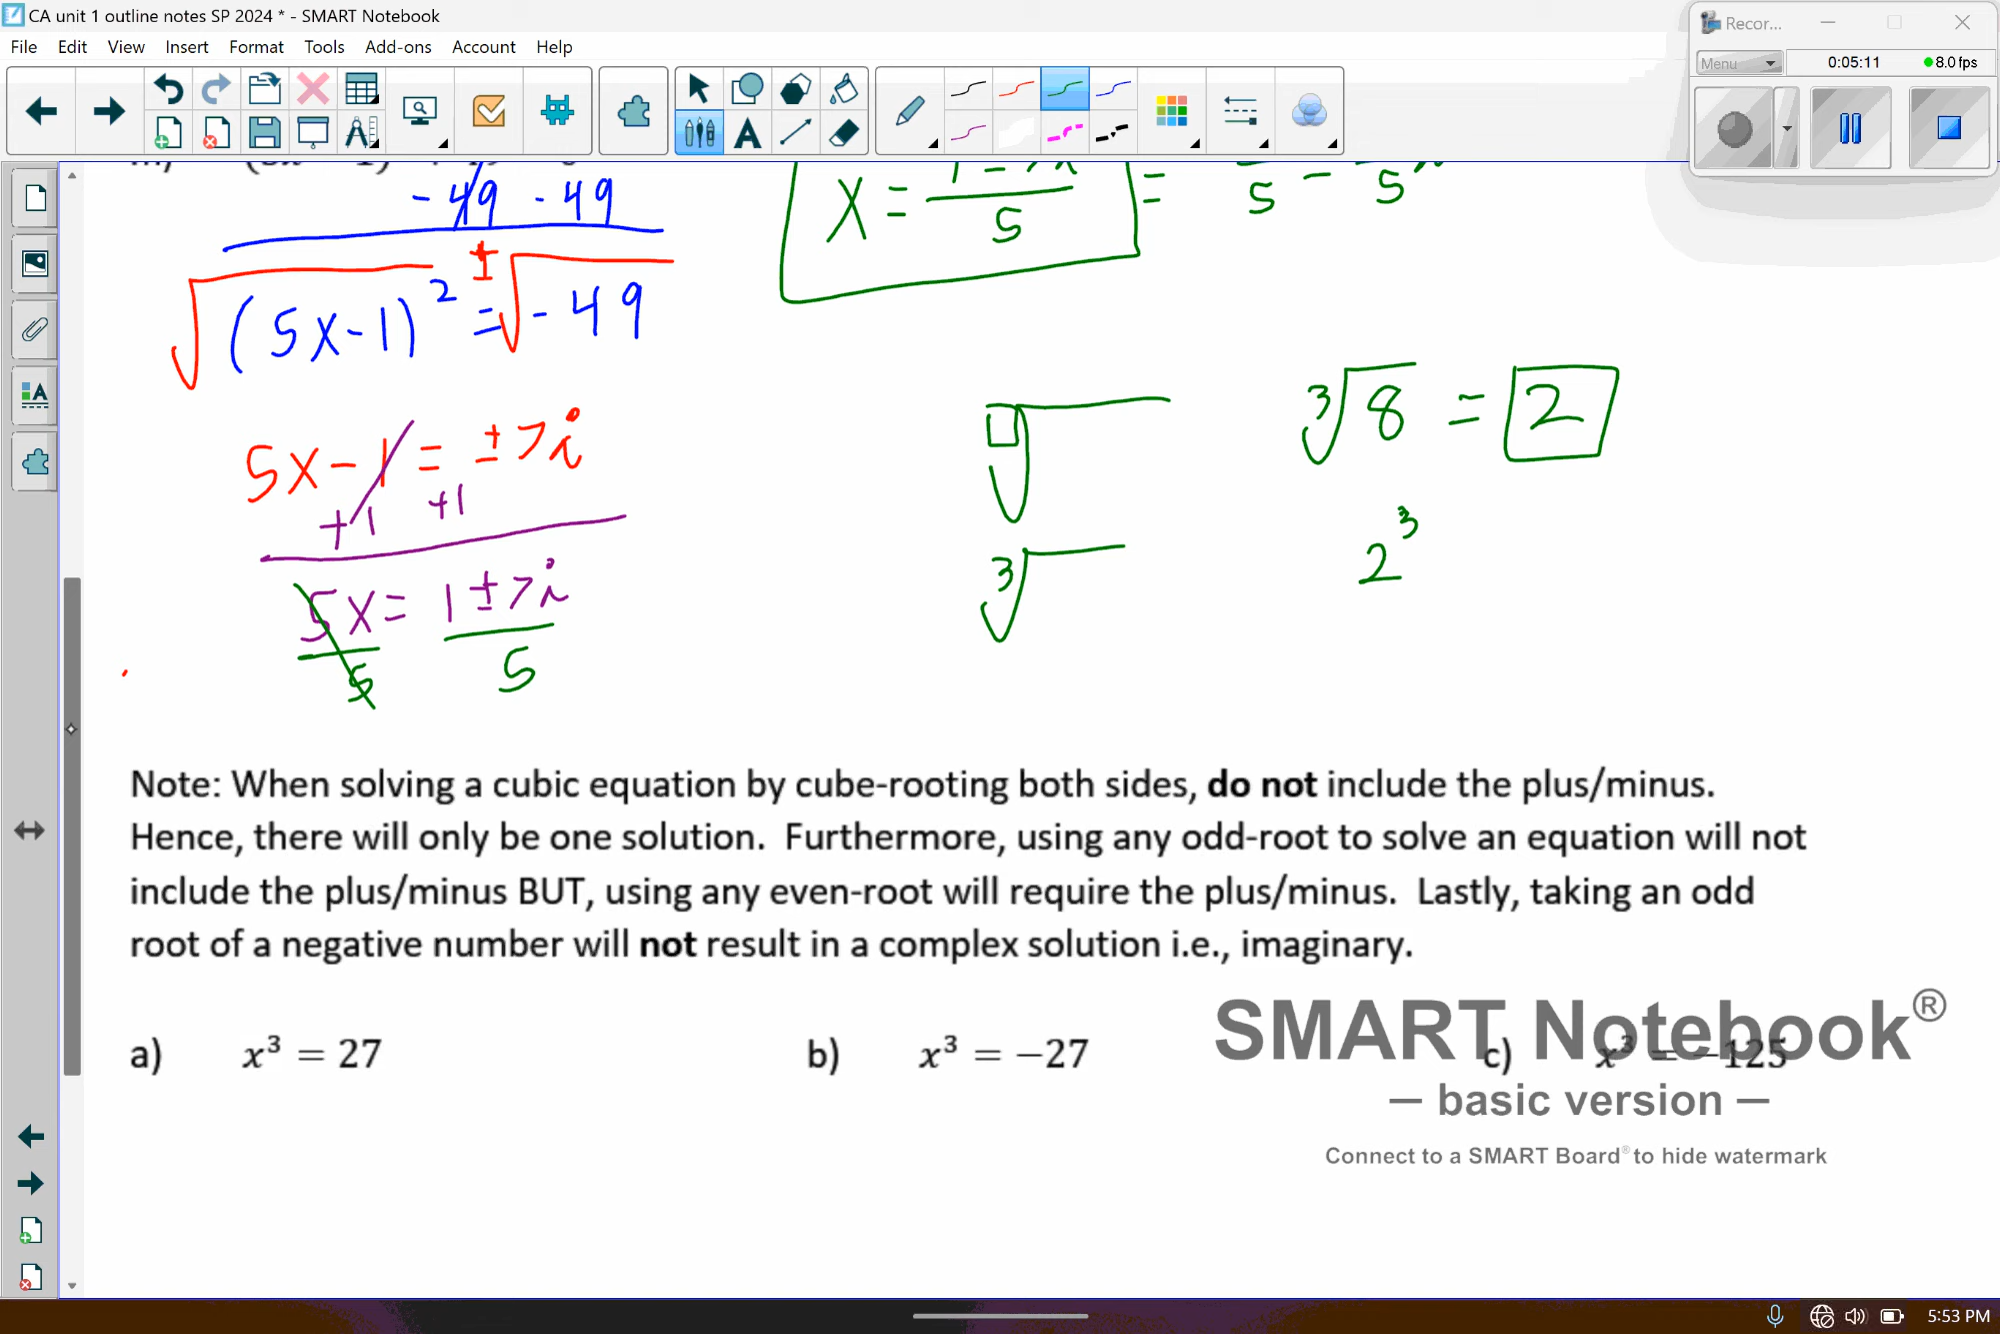 CA unit 1 outline notes SP 2024 * - SMART Notebook
File Edit View Insert Format Tools Add-ons Account Help
Recor...
Menu 0:05:11 8.0 fps
- 49 - 49
x = 5 = 5 - 5
√(5x-1)² = ±√-49
5x - 1 = ±7i
+1 +1
5x = 1 ± 7i
5 5
∛8 = 2
2³
3√
Note: When solving a cubic equation by cube-rooting both sides, do not include the plus/minus.
Hence, there will only be one solution. Furthermore, using any odd-root to solve an equation will not
include the plus/minus BUT, using any even-root will require the plus/minus. Lastly, taking an odd
root of a negative number will not result in a complex solution i.e., imaginary.
a) x³ = 27 b) x³ = −27 c) x³ = −125
SMART Notebook®
— basic version —
Connect to a SMART Board® to hide watermark
5:53 PM